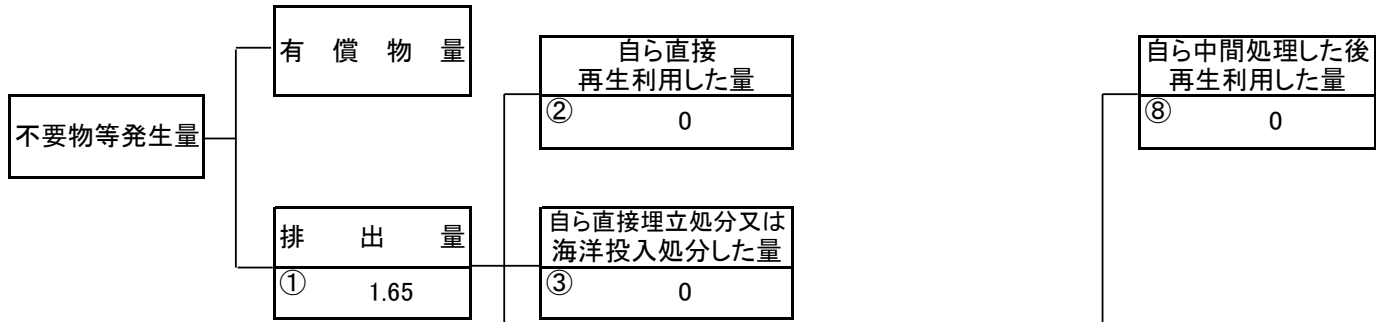 有償物量
自ら直接
再生利用した量
② 0
自ら中間処理した後
再生利用した量
⑧ 0
不要物等発生量
排出量
① 1.65
自ら直接埋立処分又は
海洋投入処分した量
③ 0